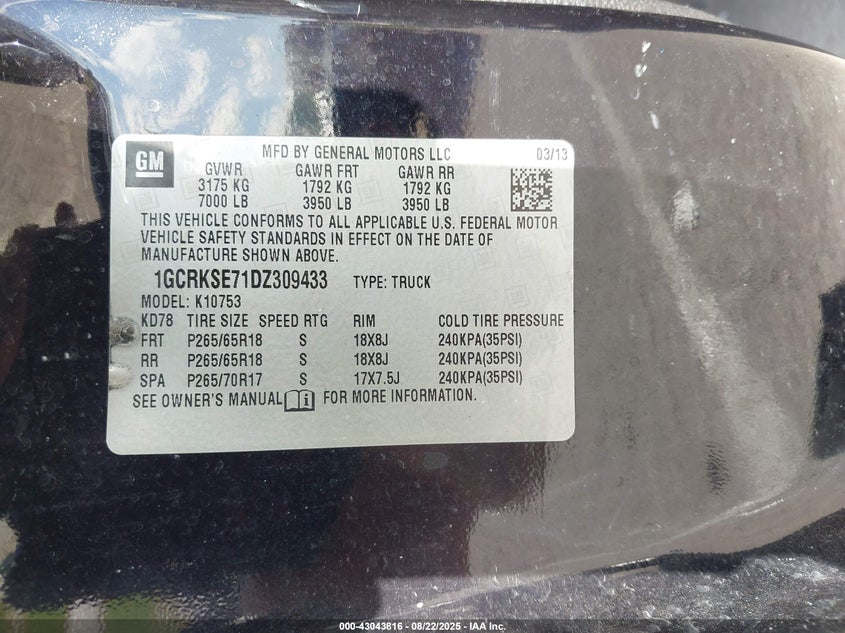 GM
MFD BY GENERAL MOTORS LLC 03/13
GVWR GAWR FRT GAWR RR
3175 KG 1792 KG 1792 KG
7000 LB 3950 LB 3950 LB
THIS VEHICLE CONFORMS TO ALL APPLICABLE U.S. FEDERAL MOTOR
VEHICLE SAFETY STANDARDS IN EFFECT ON THE DATE OF
MANUFACTURE SHOWN ABOVE.
1GCRKSE71DZ309433 TYPE: TRUCK
MODEL: K10753
KD78 TIRE SIZE SPEED RTG RIM COLD TIRE PRESSURE
FRT P265/65R18 S 18X8J 240KPA(35PSI)
RR P265/65R18 S 18X8J 240KPA(35PSI)
SPA P265/70R17 S 17X7.5J 240KPA(35PSI)
SEE OWNER'S MANUAL i FOR MORE INFORMATION.
000-43043816 - 08/22/2025 - IAA Inc.